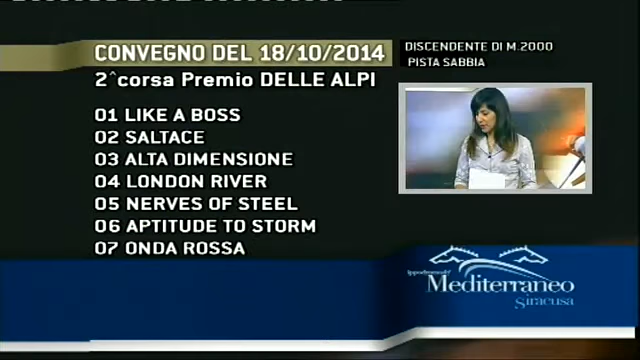 CONVEGNO DEL 18/10/2014
DISCENDENTE DI M.2000
PISTA SABBIA
2^corsa Premio DELLE ALPI
01 LIKE A BOSS
02 SALTACE
03 ALTA DIMENSIONE
04 LONDON RIVER
05 NERVES OF STEEL
06 APTITUDE TO STORM
07 ONDA ROSSA
Mediterraneo
Siracusa